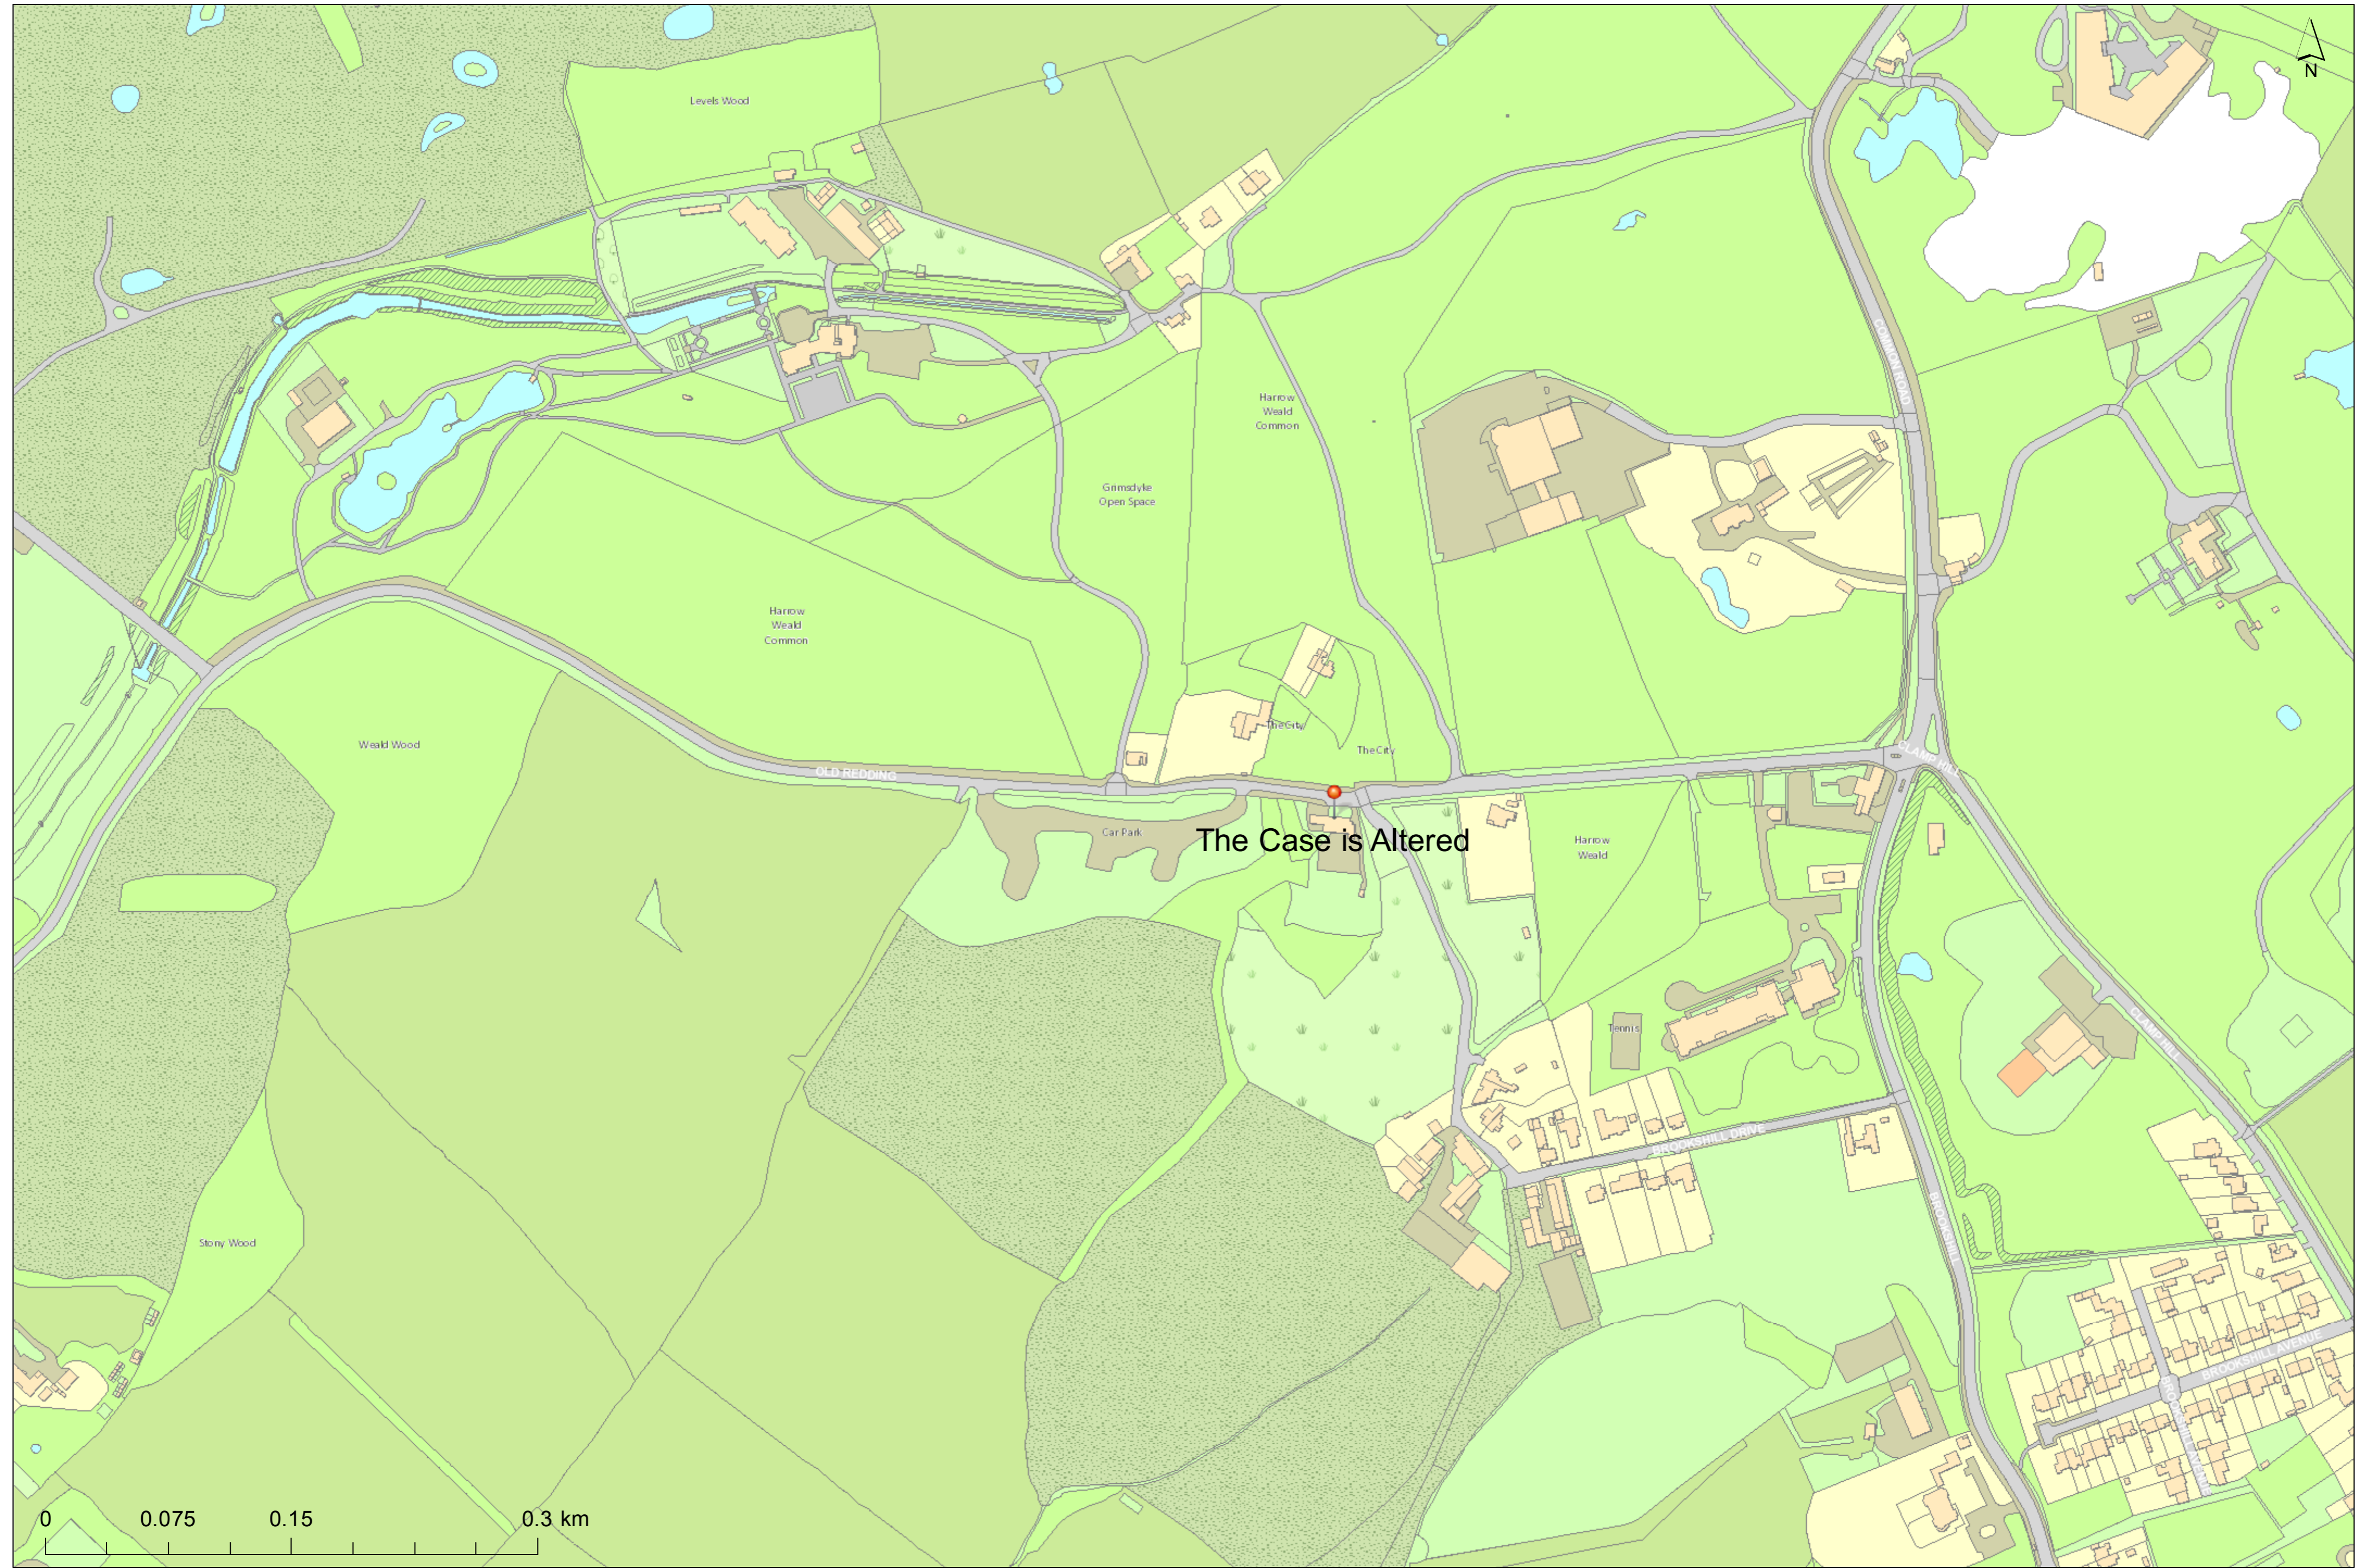 N
Levels Wood
COMMON ROAD
Harrow
Weald
Common
Grimsdyke
Open Space
Harrow
Weald
Common
The City
Weald Wood
The City
CLAMP HILL
OLD REDDING
Car Park
The Case is Altered
Harrow
Weald
Tennis
CLAMP HILL
BROOKSHILL DRIVE
BROOKSHILL
Stony Wood
BROOKSHILL AVENUE
BROOKSHILL AVENUE
0 0.075 0.15 0.3 km